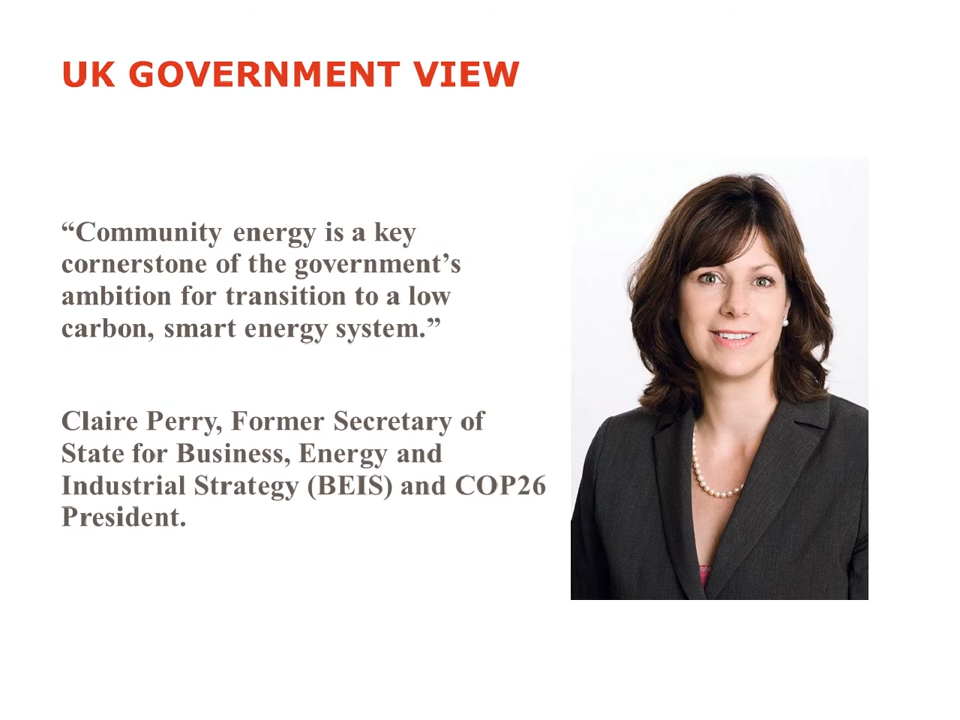 UK GOVERNMENT VIEW
“Community energy is a key
cornerstone of the government’s
ambition for transition to a low
carbon, smart energy system.”
Claire Perry, Former Secretary of
State for Business, Energy and
Industrial Strategy (BEIS) and COP26
President.